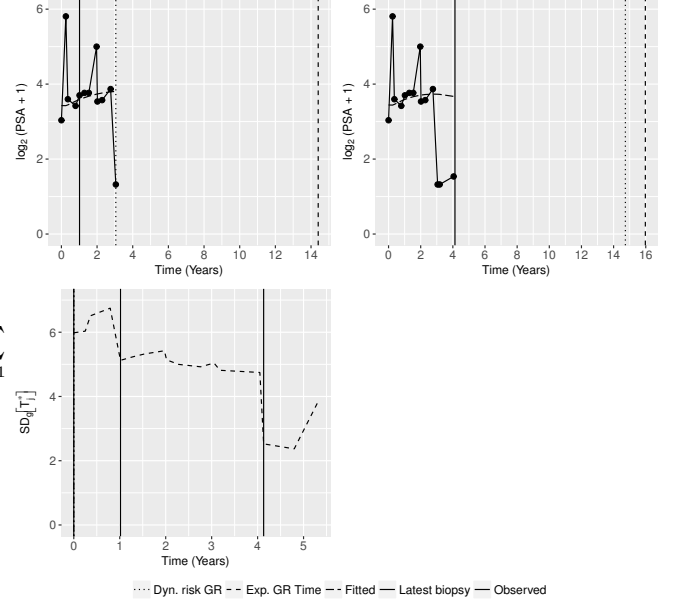 6
4
2
0
log2 (PSA + 1)
0 2 4 6 8 10 12 14
Time (Years)
6
4
2
0
log2 (PSA + 1)
0 2 4 6 8 10 12 14 16
Time (Years)
6
4
2
0
SDg[Tj*]
0 1 2 3 4 5
Time (Years)
Dyn. risk GR Exp. GR Time Fitted Latest biopsy Observed